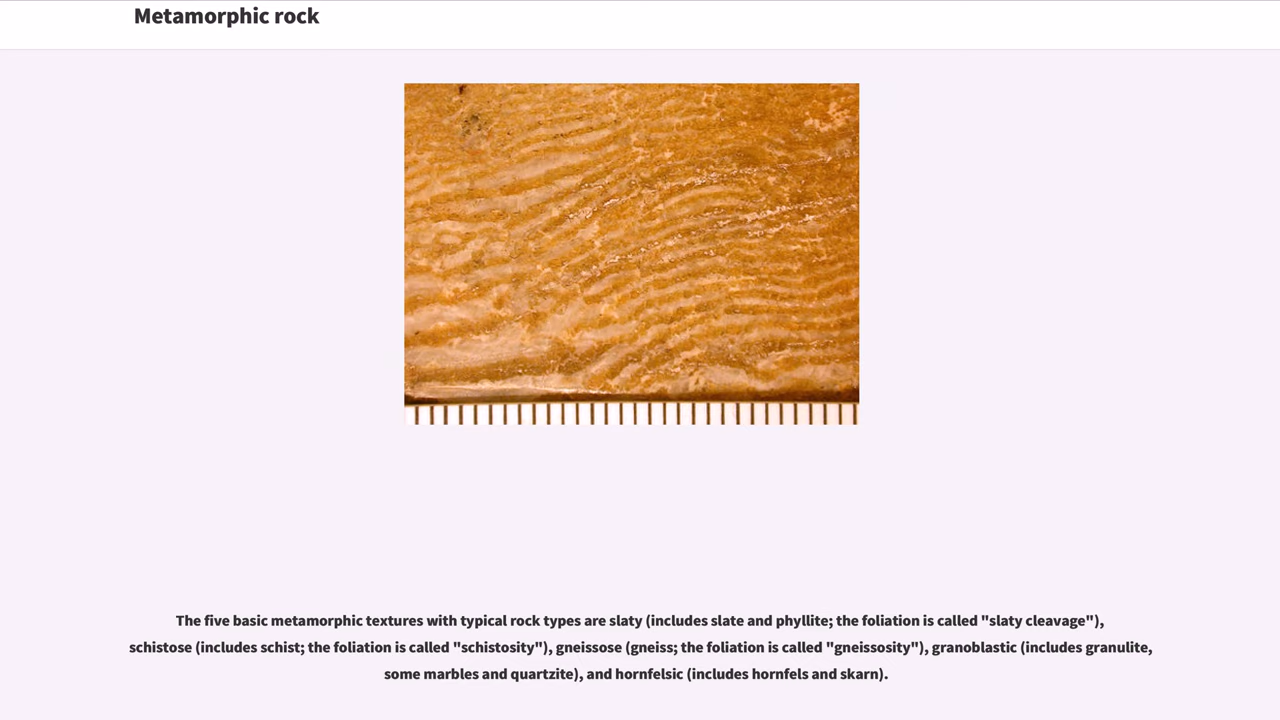 Metamorphic rock
The five basic metamorphic textures with typical rock types are slaty (includes slate and phyllite; the foliation is called "slaty cleavage"),
schistose (includes schist; the foliation is called "schistosity"), gneissose (gneiss; the foliation is called "gneissosity"), granoblastic (includes granulite,
some marbles and quartzite), and hornfelsic (includes hornfels and skarn).